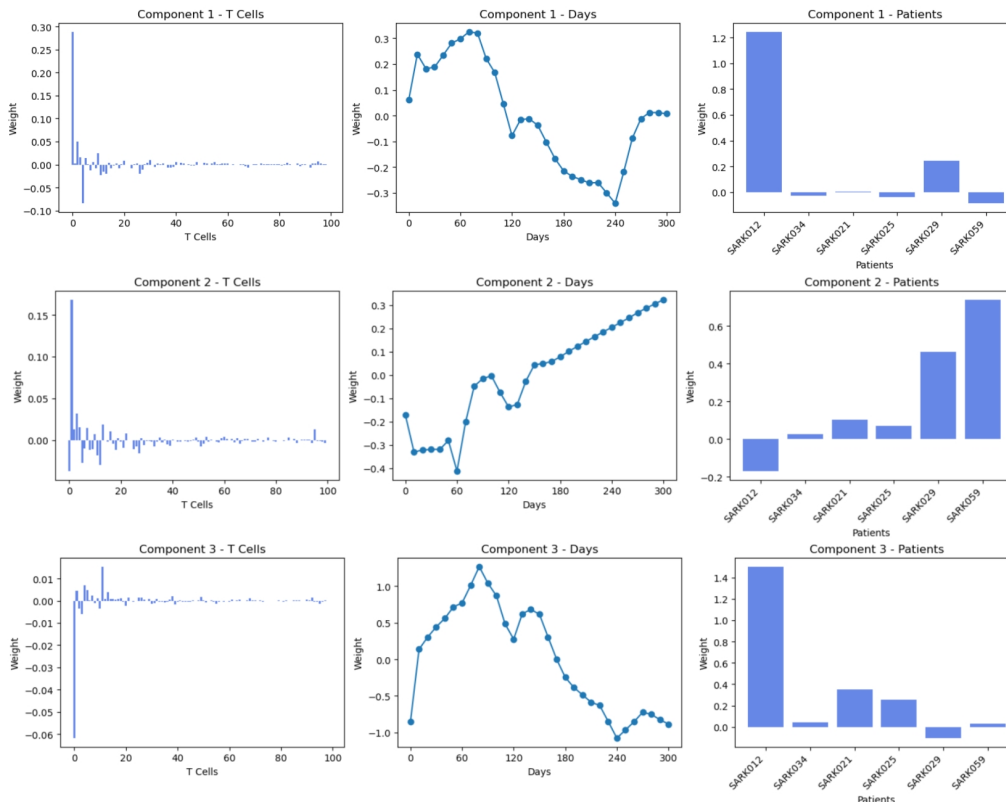 Component 1 - T Cells
Weight
0.30
0.25
0.20
0.15
0.10
0.05
0.00
−0.05
−0.10
0
20
40
60
80
100
T Cells
Component 1 - Days
Weight
0.3
0.2
0.1
0.0
−0.1
−0.2
−0.3
0
60
120
180
240
300
Days
Component 1 - Patients
Weight
1.2
1.0
0.8
0.6
0.4
0.2
0.0
SARK012
SARK034
SARK021
SARK025
SARK029
SARK059
Patients
Component 2 - T Cells
Weight
0.15
0.10
0.05
0.00
0
20
40
60
80
100
T Cells
Component 2 - Days
Weight
0.3
0.2
0.1
0.0
−0.1
−0.2
−0.3
−0.4
0
60
120
180
240
300
Days
Component 2 - Patients
Weight
0.6
0.4
0.2
0.0
−0.2
SARK012
SARK034
SARK021
SARK025
SARK029
SARK059
Patients
Component 3 - T Cells
Weight
0.01
0.00
−0.01
−0.02
−0.03
−0.04
−0.05
−0.06
0
20
40
60
80
100
T Cells
Component 3 - Days
Weight
1.0
0.5
0.0
−0.5
−1.0
0
60
120
180
240
300
Days
Component 3 - Patients
Weight
1.4
1.2
1.0
0.8
0.6
0.4
0.2
0.0
SARK012
SARK034
SARK021
SARK025
SARK029
SARK059
Patients